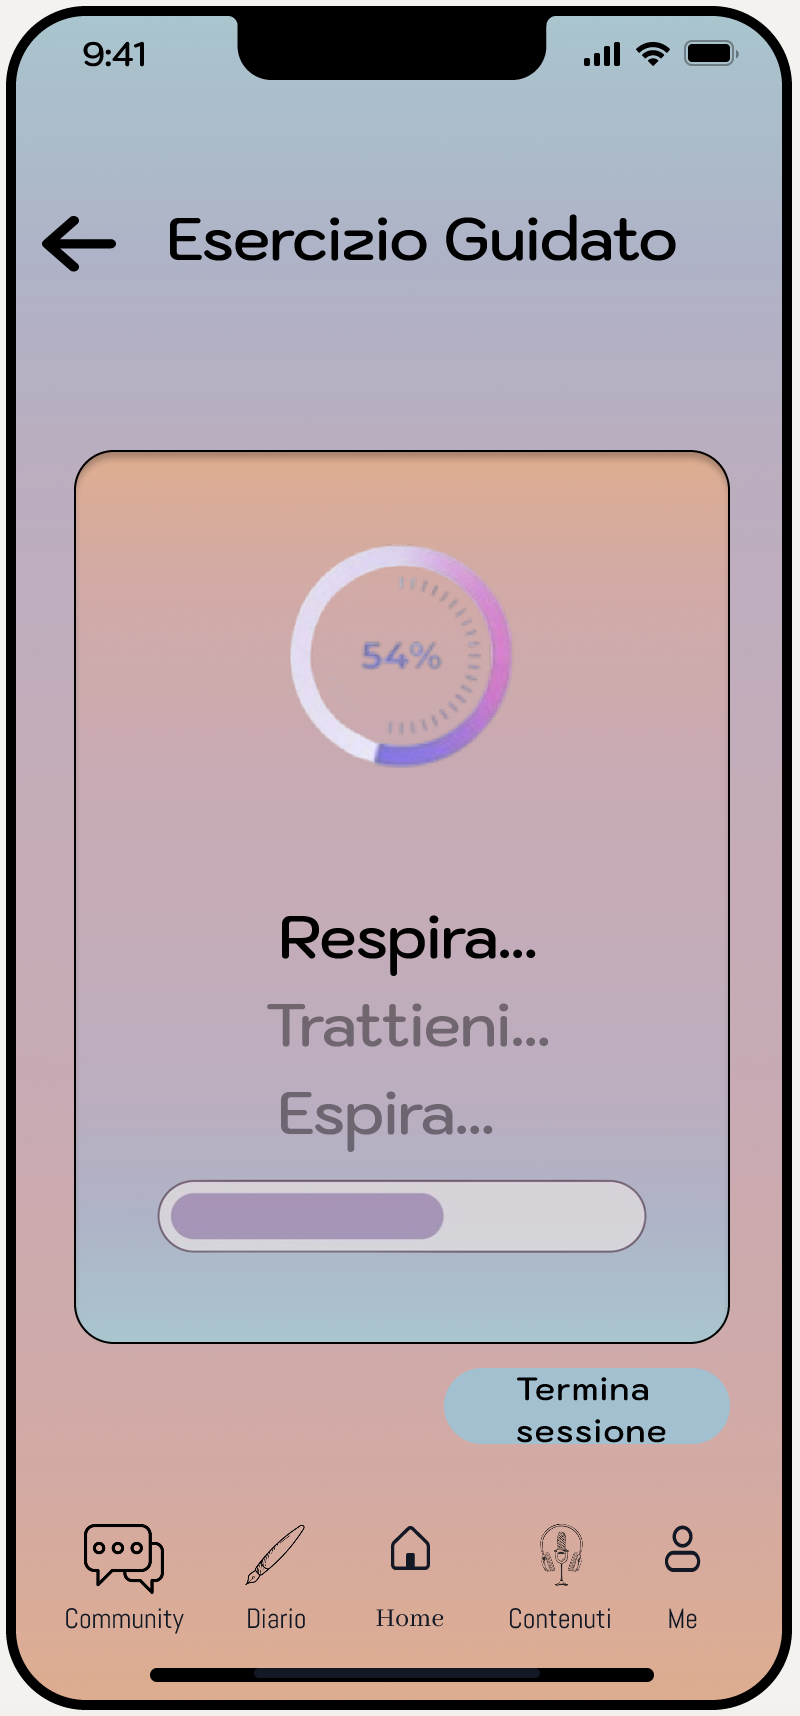 9:41
Esercizio Guidato
54%
Respira...
Trattieni...
Espira...
Termina
sessione
Community
Diario
Home
Contenuti
Me